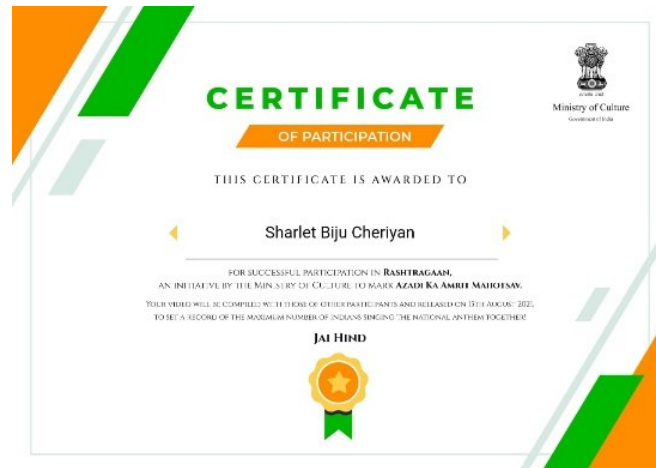 CERTIFICATE
OF PARTICIPATION
Ministry of Culture
Government of India
THIS CERTIFICATE IS AWARDED TO
Sharlet Biju Cheriyan
FOR SUCCESSFUL PARTICIPATION IN RASHTRAGAAN,
AN INITIATIVE BY THE MINISTRY OF CULTURE TO MARK AZADI KA AMRIT MAHOTSAV.
YOUR VIDEO WILL BE COMPILED WITH THOSE OF OTHER PARTICIPANTS AND RELEASED ON 15TH AUGUST 2021,
TO SET A RECORD OF THE MAXIMUM NUMBER OF INDIANS SINGING THE NATIONAL ANTHEM TOGETHER!
JAI HIND